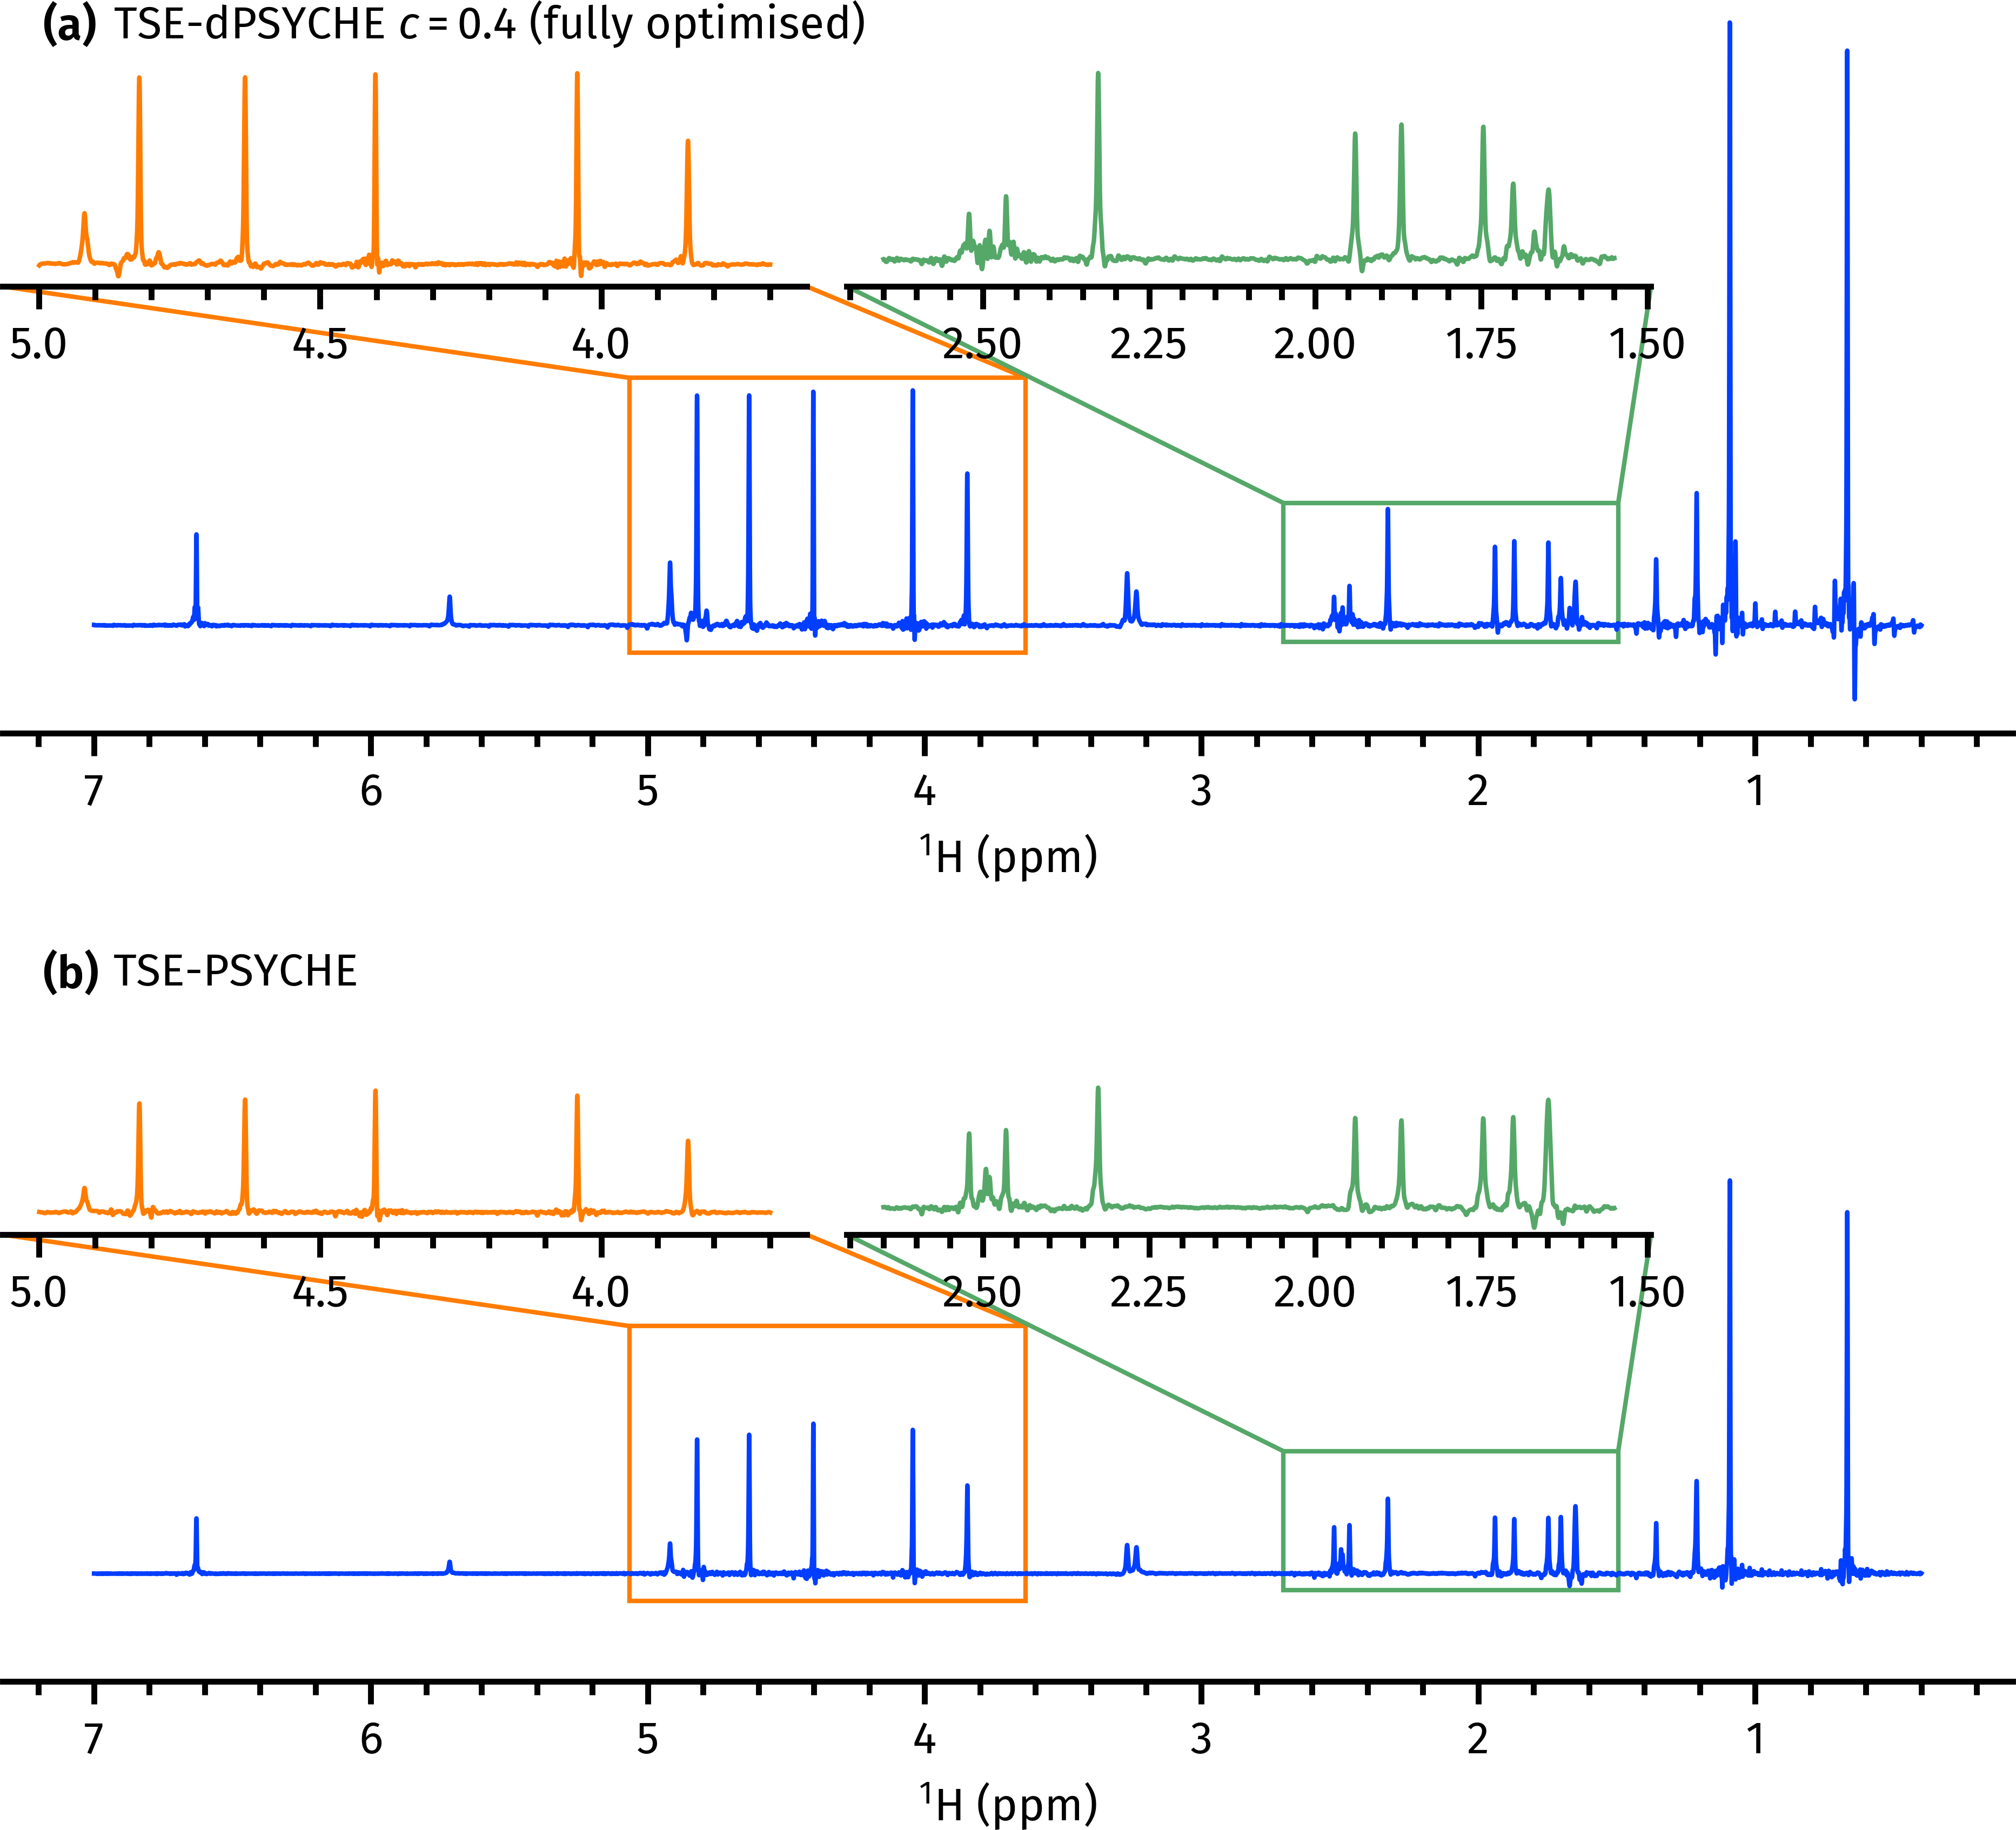 (a) TSE-dPSYCHE c = 0.4 (fully optimised)
5.0 4.5 4.0 2.50 2.25 2.00 1.75 1.50
7 6 5 4 3 2 1
¹H (ppm)
(b) TSE-PSYCHE
5.0 4.5 4.0 2.50 2.25 2.00 1.75 1.50
7 6 5 4 3 2 1
¹H (ppm)